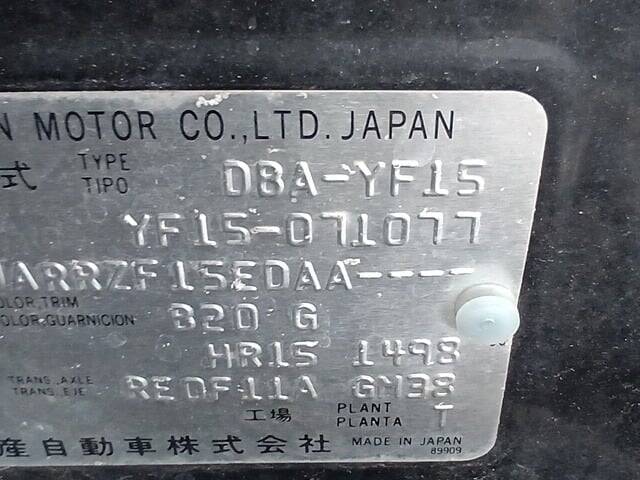 N MOTOR CO.,LTD. JAPAN
式 TYPE TIPO DBA-YF15
YF15-071077
ARRZF15EDAA----
OLOR,TRIM
OLOR,GUARNICION B20 G
HR15 1498
TRANS.,AXLE
TRANS.,EJE RE0F11A GM38
工場 PLANT PLANTA T
産自動車株式会社 MADE IN JAPAN
89909